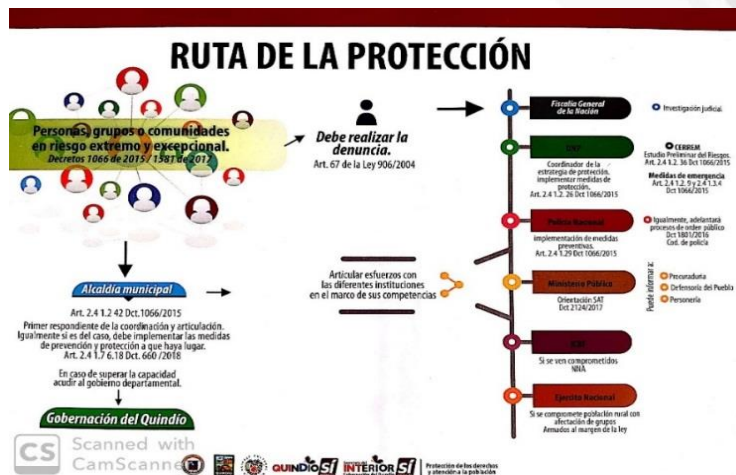 RUTA DE LA PROTECCIÓN
Personas, grupos o comunidades
en riesgo extremo y excepcional.
Decretos 1066 de 2015 / 1581 de 2012
Debe realizar la
denuncia.
Art. 67 de la Ley 906/2004
Fiscalía General
de la Nación
Investigación judicial
UNP
Coordinador de la
estrategia de protección.
implementar medidas de
protección.
Art. 2.4 1.2. 26 Dct 1066/2015
CERREM
Estudio Preliminar del Riesgos.
Art. 2.4 1.2. 36 Dct 1066/2015
Medidas de emergencia
Art. 2.4 1.2. 9 y 2.4 1.3.4
Dct 1066/2015
Policía Nacional
implementación de medidas
preventivas.
Art. 2.4 1.29 Dct 1066/2015
Igualmente, adelantará
procesos de orden público
Dct 1801/2016
Cod. de policía
Alcaldía municipal
Art. 2.4 1.2 42 Dct.1066/2015
Primer respondiente de la coordinación y articulación.
Igualmente si es del caso, debe implementar las medidas
de prevención y protección a que haya lugar.
Art. 2.4 1.7 6.18 Dct. 660 /2018
En caso de superar la capacidad
acudir al gobierno departamental.
Gobernación del Quindío
Articular esfuerzos con
las diferentes instituciones
en el marco de sus competencias
Ministerio Público
Orientación SAT
Dct 2124/2017
Puede informar a:
Procuraduría
Defensoría del Pueblo
Personería
Si se ven comprometidos
NNA.
Ejercito Nacional
Si se compromete población rural con
afectación de grupos
Armados al margen de la ley
CS Scanned with
CamScanner
QUINDÍO SÍ
INTERIOR SÍ
Protección de los derechos
y atención a la población